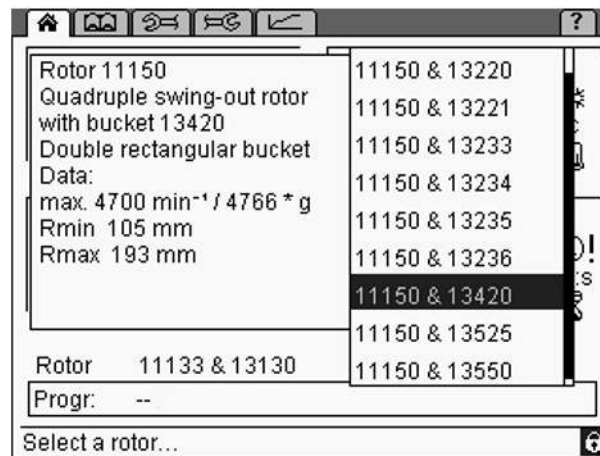 ?
Rotor 11150
Quadruple swing-out rotor
with bucket 13420
Double rectangular bucket
Data:
max. 4700 min⁻¹ / 4766 * g
Rmin 105 mm
Rmax 193 mm
11150 & 13220
11150 & 13221
11150 & 13233
11150 & 13234
11150 & 13235
11150 & 13236
11150 & 13420
11150 & 13525
11150 & 13550
Rotor 11133 & 13130
Progr: --
Select a rotor...